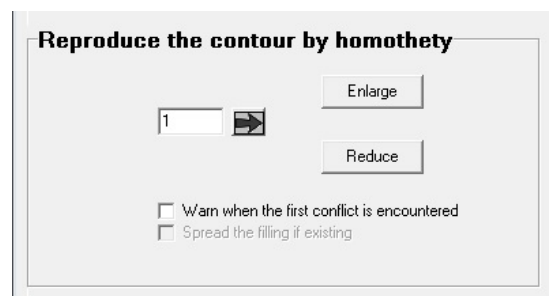 Reproduce the contour by homothety
Enlarge
1
Reduce
Warn when the first conflict is encountered
Spread the filling if existing